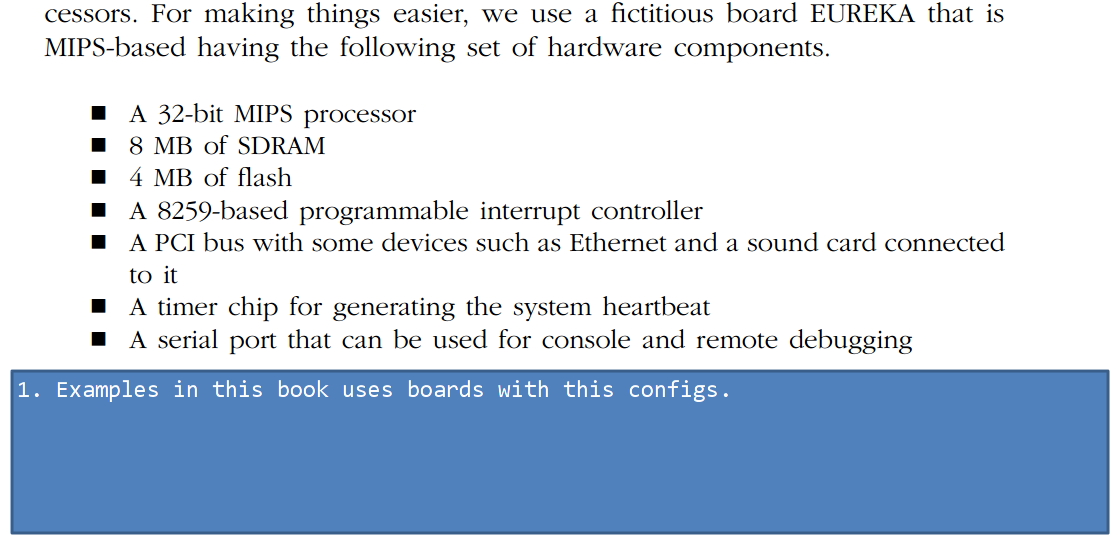 cessors. For making things easier, we use a fictitious board EUREKA that is
MIPS-based having the following set of hardware components.
■ A 32-bit MIPS processor
■ 8 MB of SDRAM
■ 4 MB of flash
■ A 8259-based programmable interrupt controller
■ A PCI bus with some devices such as Ethernet and a sound card connected
to it
■ A timer chip for generating the system heartbeat
■ A serial port that can be used for console and remote debugging
1. Examples in this book uses boards with this configs.